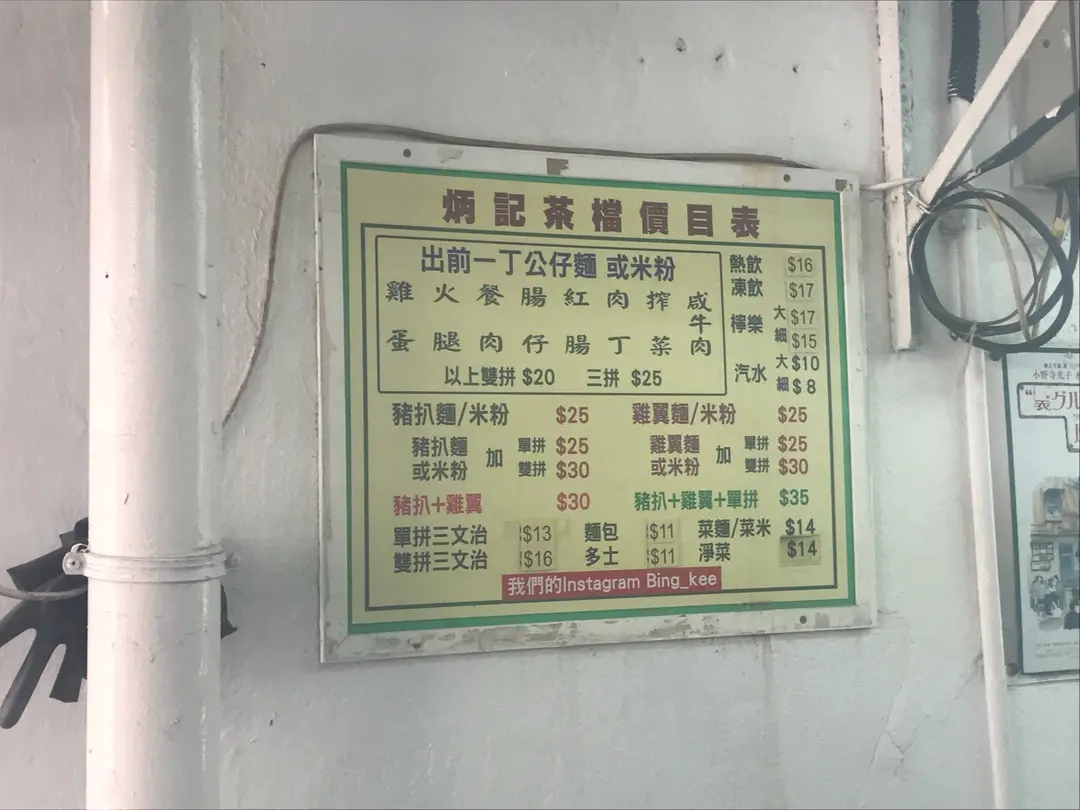 炳記茶檔價目表
出前一丁公仔麵 或米粉
雞蛋 火腿 餐肉 腸仔 紅腸 肉丁 搾菜 咸牛肉
以上雙拼 $20 三拼 $25
熱飲 $16
凍飲 $17
檸樂 大 $17
細 $15
汽水 大 $10
細 $8
豬扒麵/米粉 $25 雞翼麵/米粉 $25
豬扒麵或米粉 加 單拼 $25
雙拼 $30
雞翼麵或米粉 加 單拼 $25
雙拼 $30
豬扒+雞翼 $30 豬扒+雞翼+單拼 $35
單拼三文治 $13 麵包 $11 菜麵/菜米 $14
雙拼三文治 $16 多士 $11 淨菜 $14
我們的Instagram Bing_kee